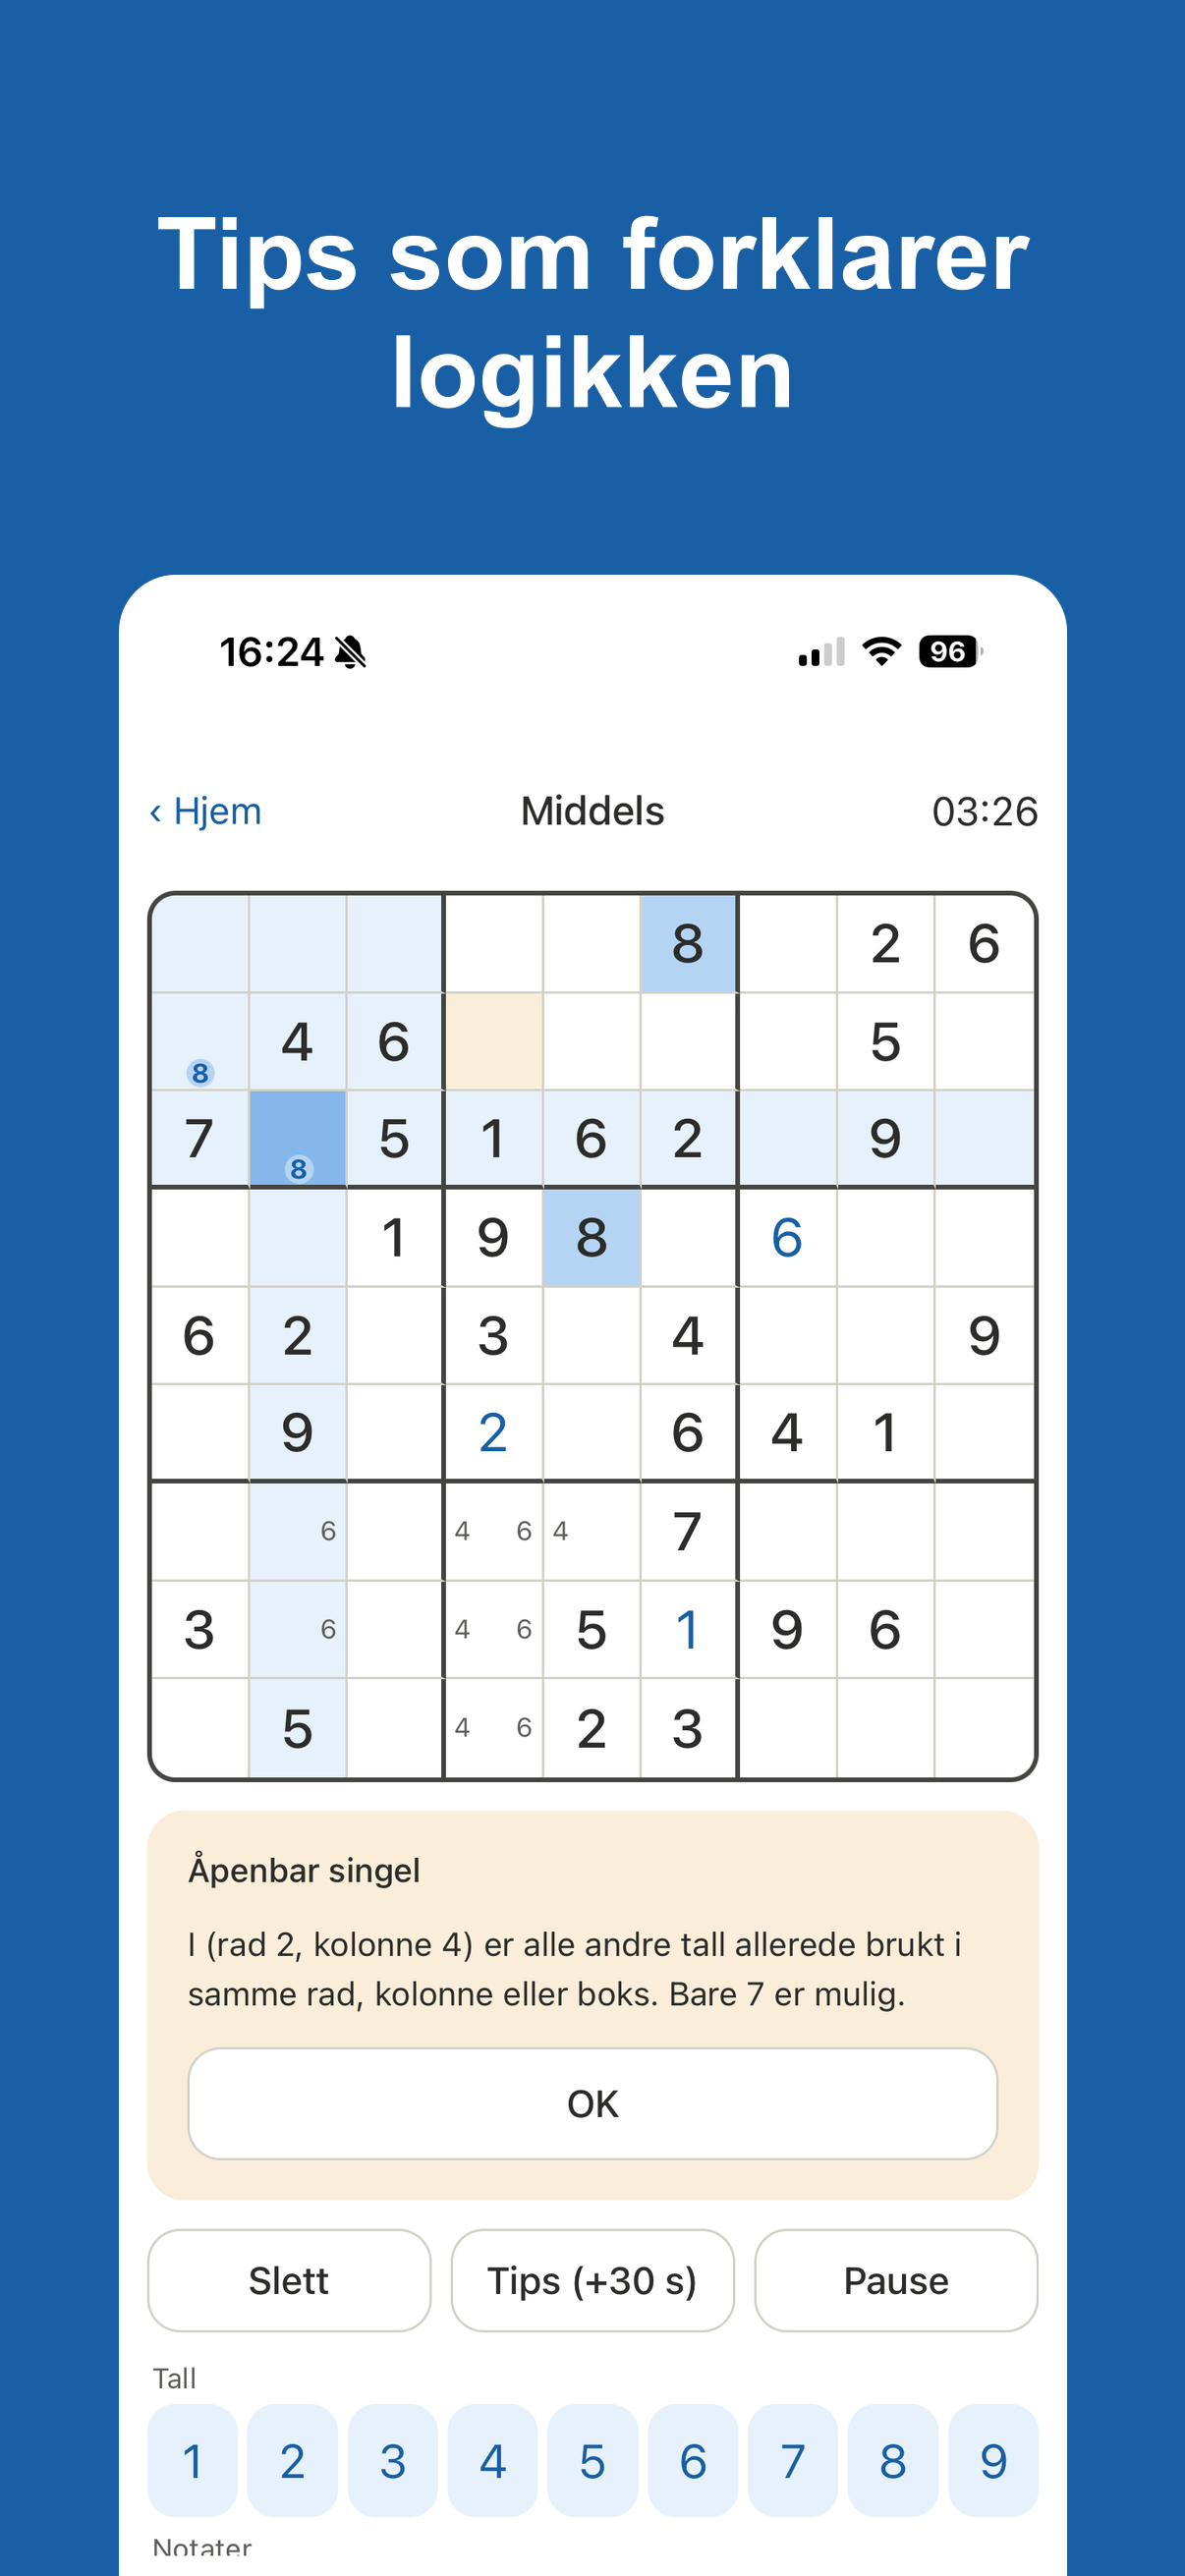 Tips som forklarer
logikken
16:24
96
‹ Hjem Middels 03:26
8 2 6
8 4 6 5
7 8 5 1 6 2 9
1 9 8 6
6 2 3 4 9
9 2 6 4 1
6 4 6 4 7
3 6 4 6 5 1 9 6
5 4 6 2 3
Åpenbar singel
I (rad 2, kolonne 4) er alle andre tall allerede brukt i
samme rad, kolonne eller boks. Bare 7 er mulig.
OK
Slett Tips (+30 s) Pause
Tall
1 2 3 4 5 6 7 8 9
Notater